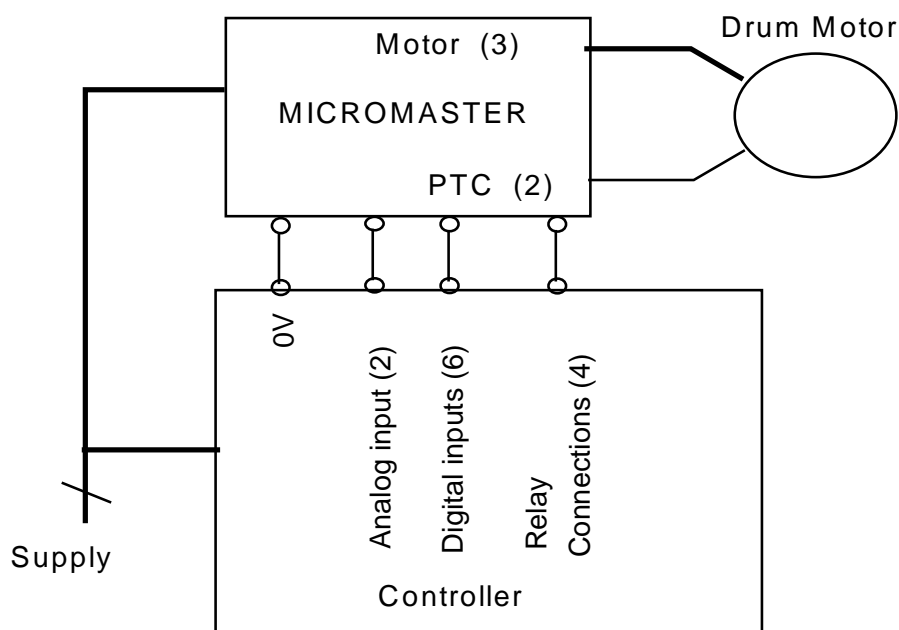 Drum Motor
Motor (3)
MICROMASTER
PTC (2)
0V
Analog input (2)
Digital inputs (6)
Relay
Connections (4)
Supply
Controller